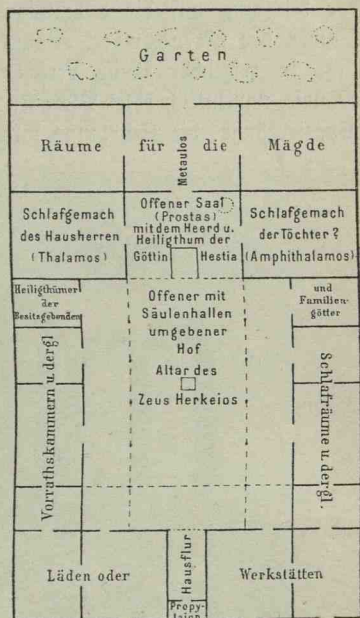 Garten
Räume für die Mägde
Metaulos
Schlafgemach
des Hausherren
(Thalamos)
Offener Saal
(Prostas)
mit dem Heerd u.
Heiligthum der
Göttin Hestia
Schlafgemach
der Töchter?
(Amphithalamos)
Heiligthümer
der
Besitzgebenden
und
Familien-
götter
Offener mit
Säulenhallen
umgebener
Hof
Altar des
Zeus Herkeios
Vorrathskammern u. dergl
Schlafräume u. dergl.
Läden oder
Hausflur
Werkstätten
Propy-
laion